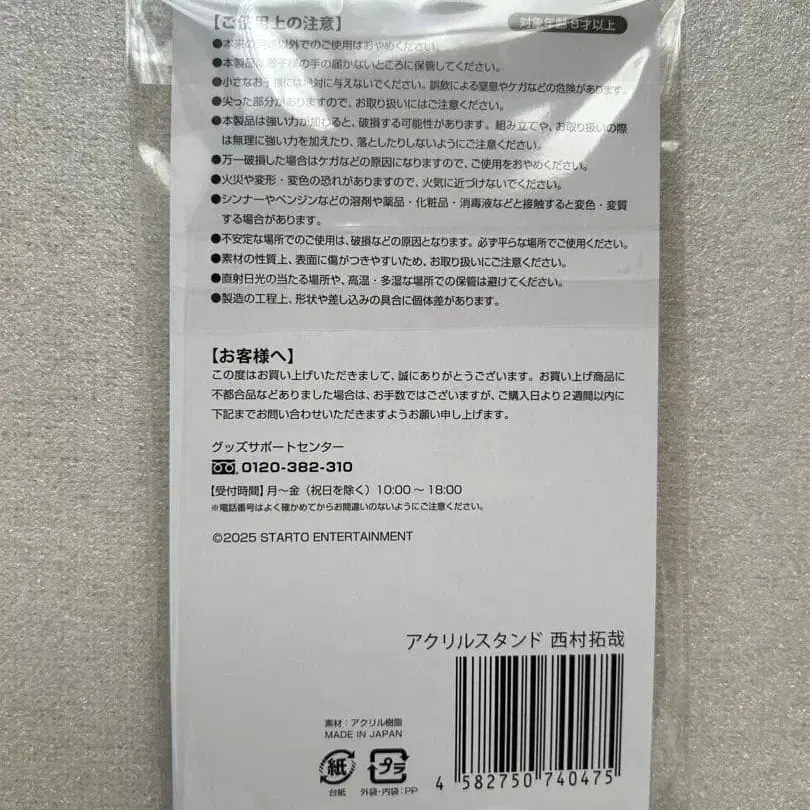 【ご使用上の注意】 対象年齢 8才以上
●本来の用途以外でのご使用はおやめください。
●本製品はお子様の手の届かないところに保管してください。
●小さなお子様には絶対に与えないでください。誤飲による窒息やケガなどの危険があります。
●尖った部分がありますので、お取り扱いにはご注意ください。
●本製品は強い力が加わると、破損する可能性があります。組み立てや、お取り扱いの際
は無理に強い力を加えたり、落としたりしないようにご注意ください。
●万一破損した場合はケガなどの原因になりますので、ご使用をおやめください。
●火災や変形・変色の恐れがありますので、火気に近づけないでください。
●シンナーやベンジンなどの溶剤や薬品・化粧品・消毒液などと接触すると変色・変質
する場合があります。
●不安定な場所でのご使用は、破損などの原因となります。必ず平らな場所でご使用ください。
●素材の性質上、表面に傷がつきやすいため、お取り扱いにご注意ください。
●直射日光の当たる場所や、高温・多湿な場所での保管は避けてください。
●製造の工程上、形状や差し込みの具合に個体差があります。
【お客様へ】
この度はお買い上げいただきまして、誠にありがとうございます。お買い上げ商品に
不都合品などありました場合は、お手数ではございますが、ご購入日より2週間以内に
下記までお問い合わせいただきますようお願い申し上げます。
グッズサポートセンター
0120-382-310
【受付時間】月〜金（祝日を除く）10:00〜18:00
※電話番号はよく確かめてからお間違いのないようにご注意ください。
©2025 STARTO ENTERTAINMENT
アクリルスタンド 西村拓哉
素材：アクリル樹脂
MADE IN JAPAN
紙 プラ
台紙 外袋・内袋：PP
4 582750 740475